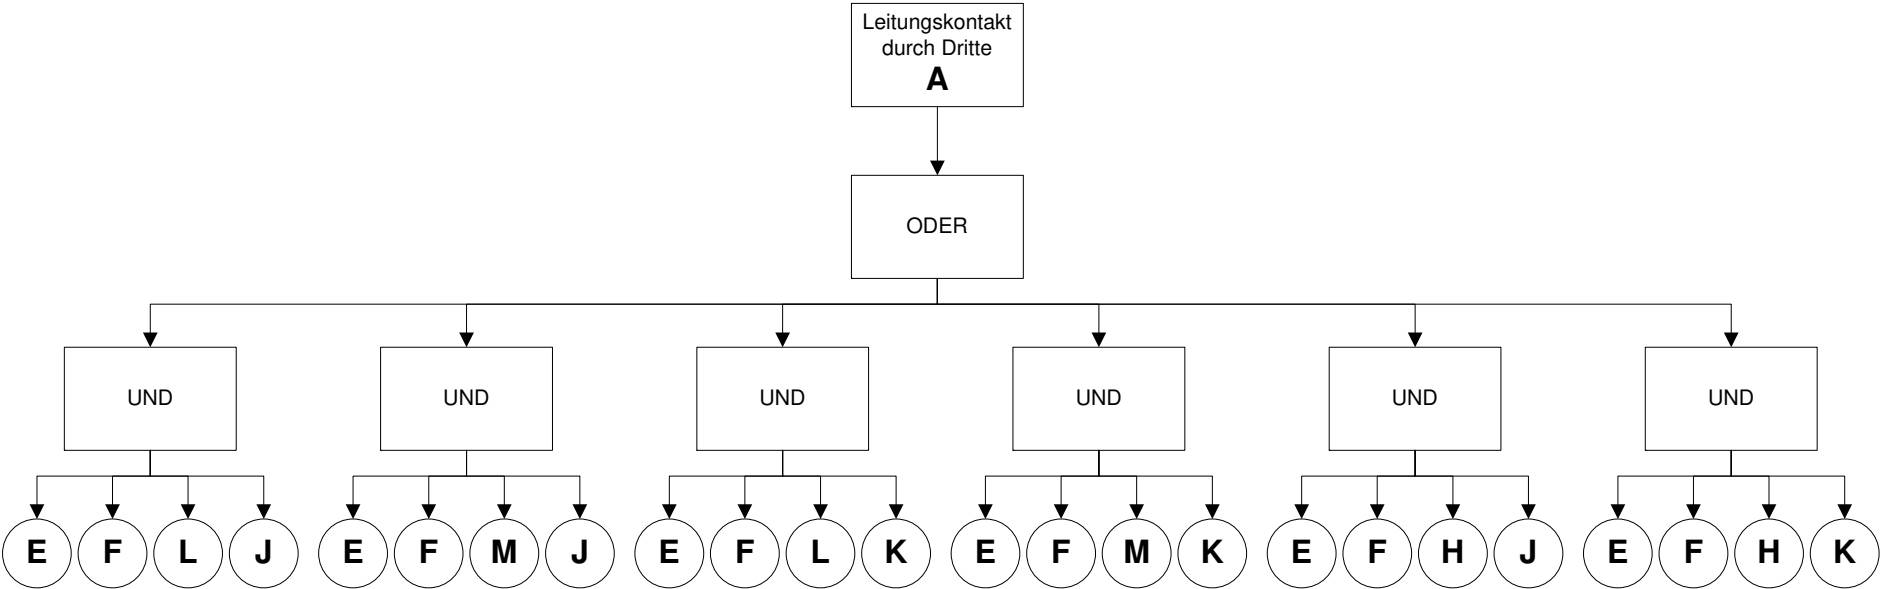 Leitungskontakt
durch Dritte
A
ODER
UND UND UND UND UND UND
E F L J E F M J E F L K E F M K E F H J E F H K